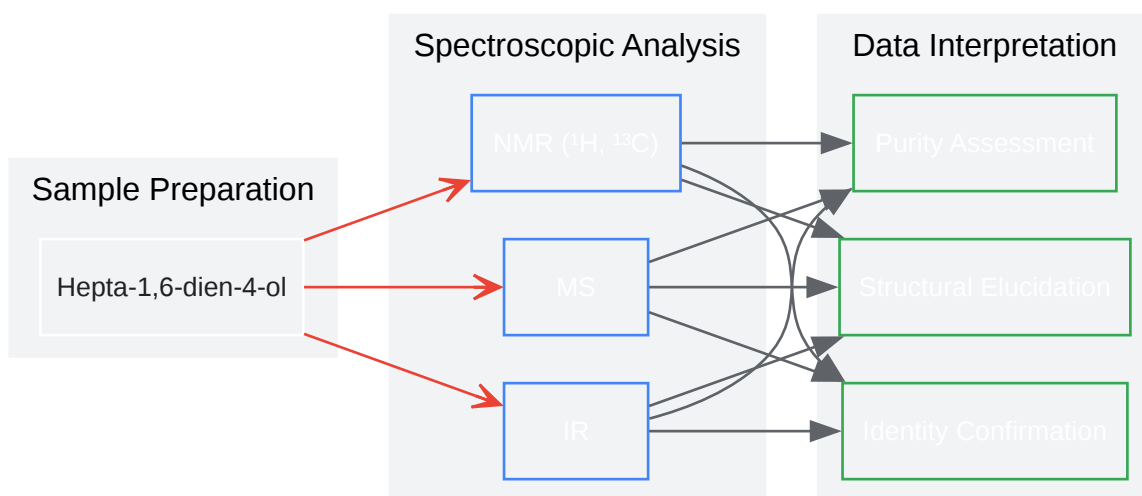 Sample Preparation
Hepta-1,6-dien-4-ol
Spectroscopic Analysis
NMR (¹H, ¹³C)
MS
IR
Data Interpretation
Purity Assessment
Structural Elucidation
Identity Confirmation